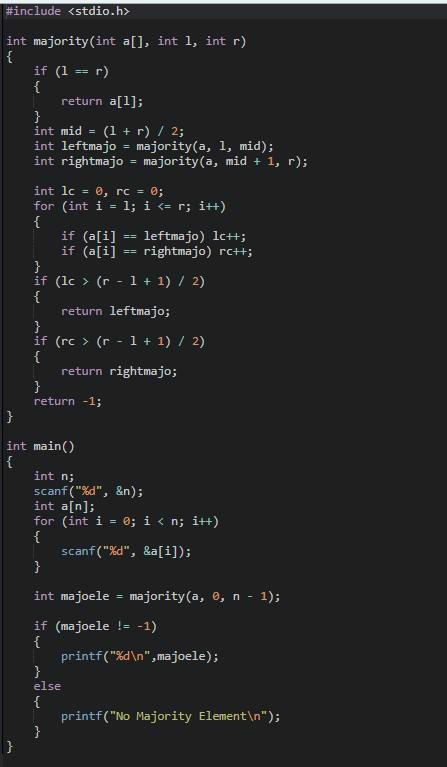 #include <stdio.h>
int majority(int a[], int l, int r)
{
if (l == r)
{
return a[l];
}
int mid = (l + r) / 2;
int leftmajo = majority(a, l, mid);
int rightmajo = majority(a, mid + 1, r);
int lc = 0, rc = 0;
for (int i = l; i <= r; i++)
{
if (a[i] == leftmajo) lc++;
if (a[i] == rightmajo) rc++;
}
if (lc > (r - l + 1) / 2)
{
return leftmajo;
}
if (rc > (r - l + 1) / 2)
{
return rightmajo;
}
return -1;
}
int main()
{
int n;
scanf("%d", &n);
int a[n];
for (int i = 0; i < n; i++)
{
scanf("%d", &a[i]);
}
int majoele = majority(a, 0, n - 1);
if (majoele != -1)
{
printf("%d\n",majoele);
}
else
{
printf("No Majority Element\n");
}
}